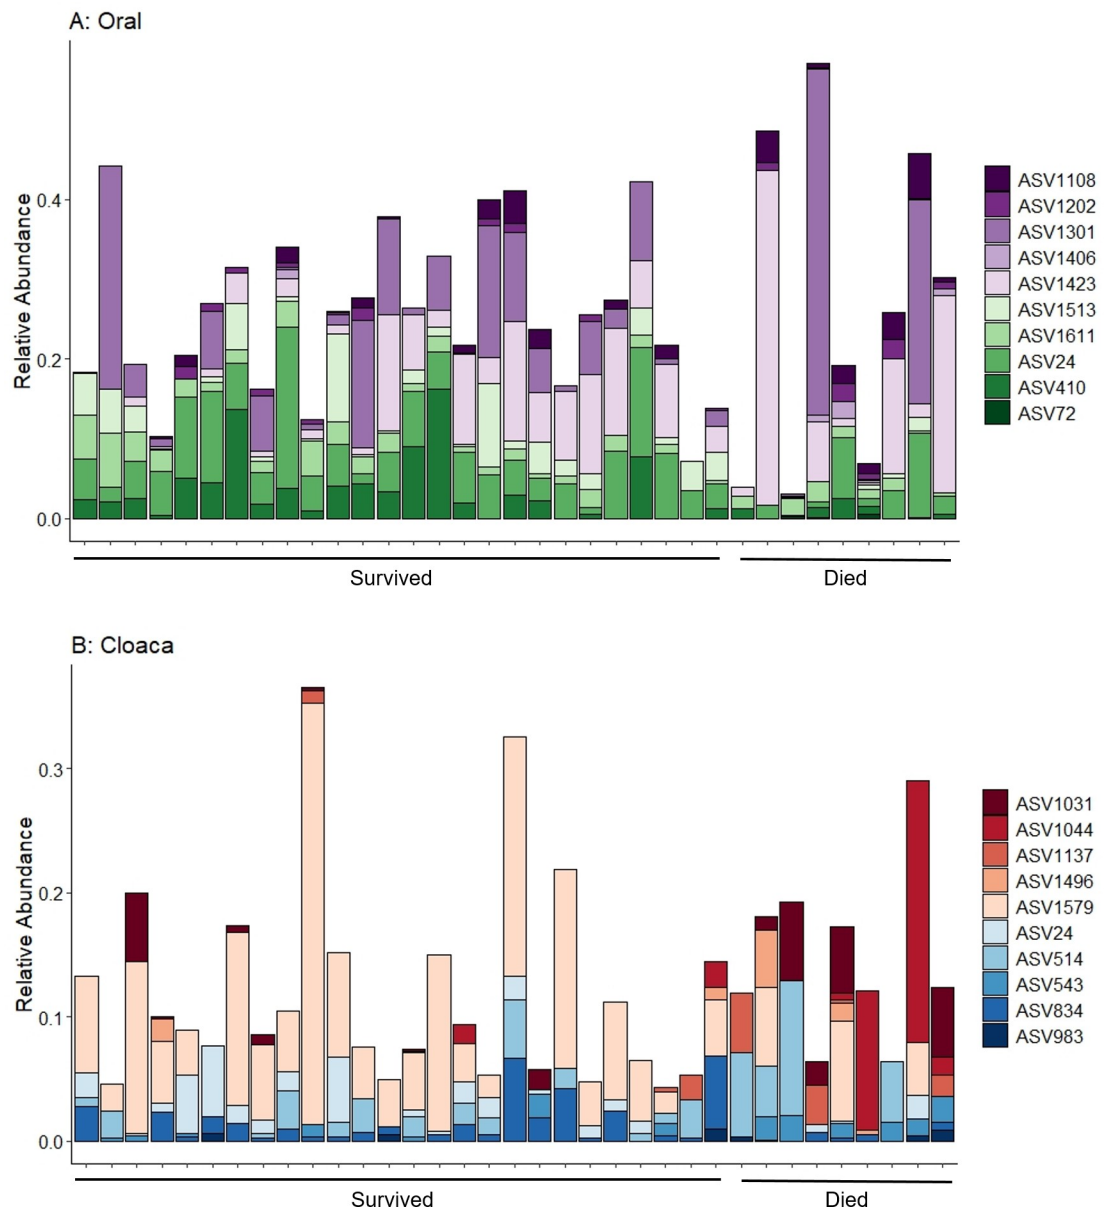 A: Oral
Relative Abundance
0.4
0.2
0.0
Survived
Died
ASV1108
ASV1202
ASV1301
ASV1406
ASV1423
ASV1513
ASV1611
ASV24
ASV410
ASV72
B: Cloaca
Relative Abundance
0.3
0.2
0.1
0.0
Survived
Died
ASV1031
ASV1044
ASV1137
ASV1496
ASV1579
ASV24
ASV514
ASV543
ASV834
ASV983